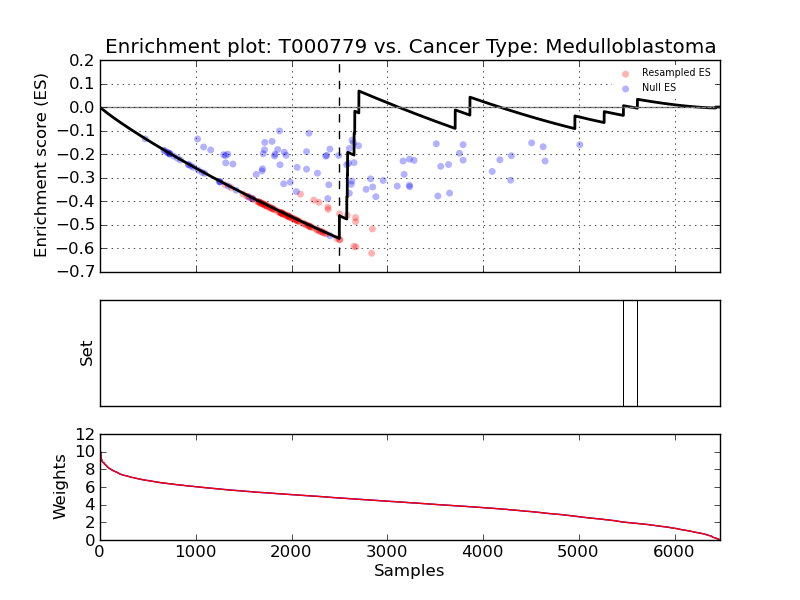 Enrichment plot: T000779 vs. Cancer Type: Medulloblastoma
Enrichment score (ES)
0.2
0.1
0.0
−0.1
−0.2
−0.3
−0.4
−0.5
−0.6
−0.7
Resampled ES
Null ES
Set
Weights
12
10
8
6
4
2
0
0 1000 2000 3000 4000 5000 6000
Samples